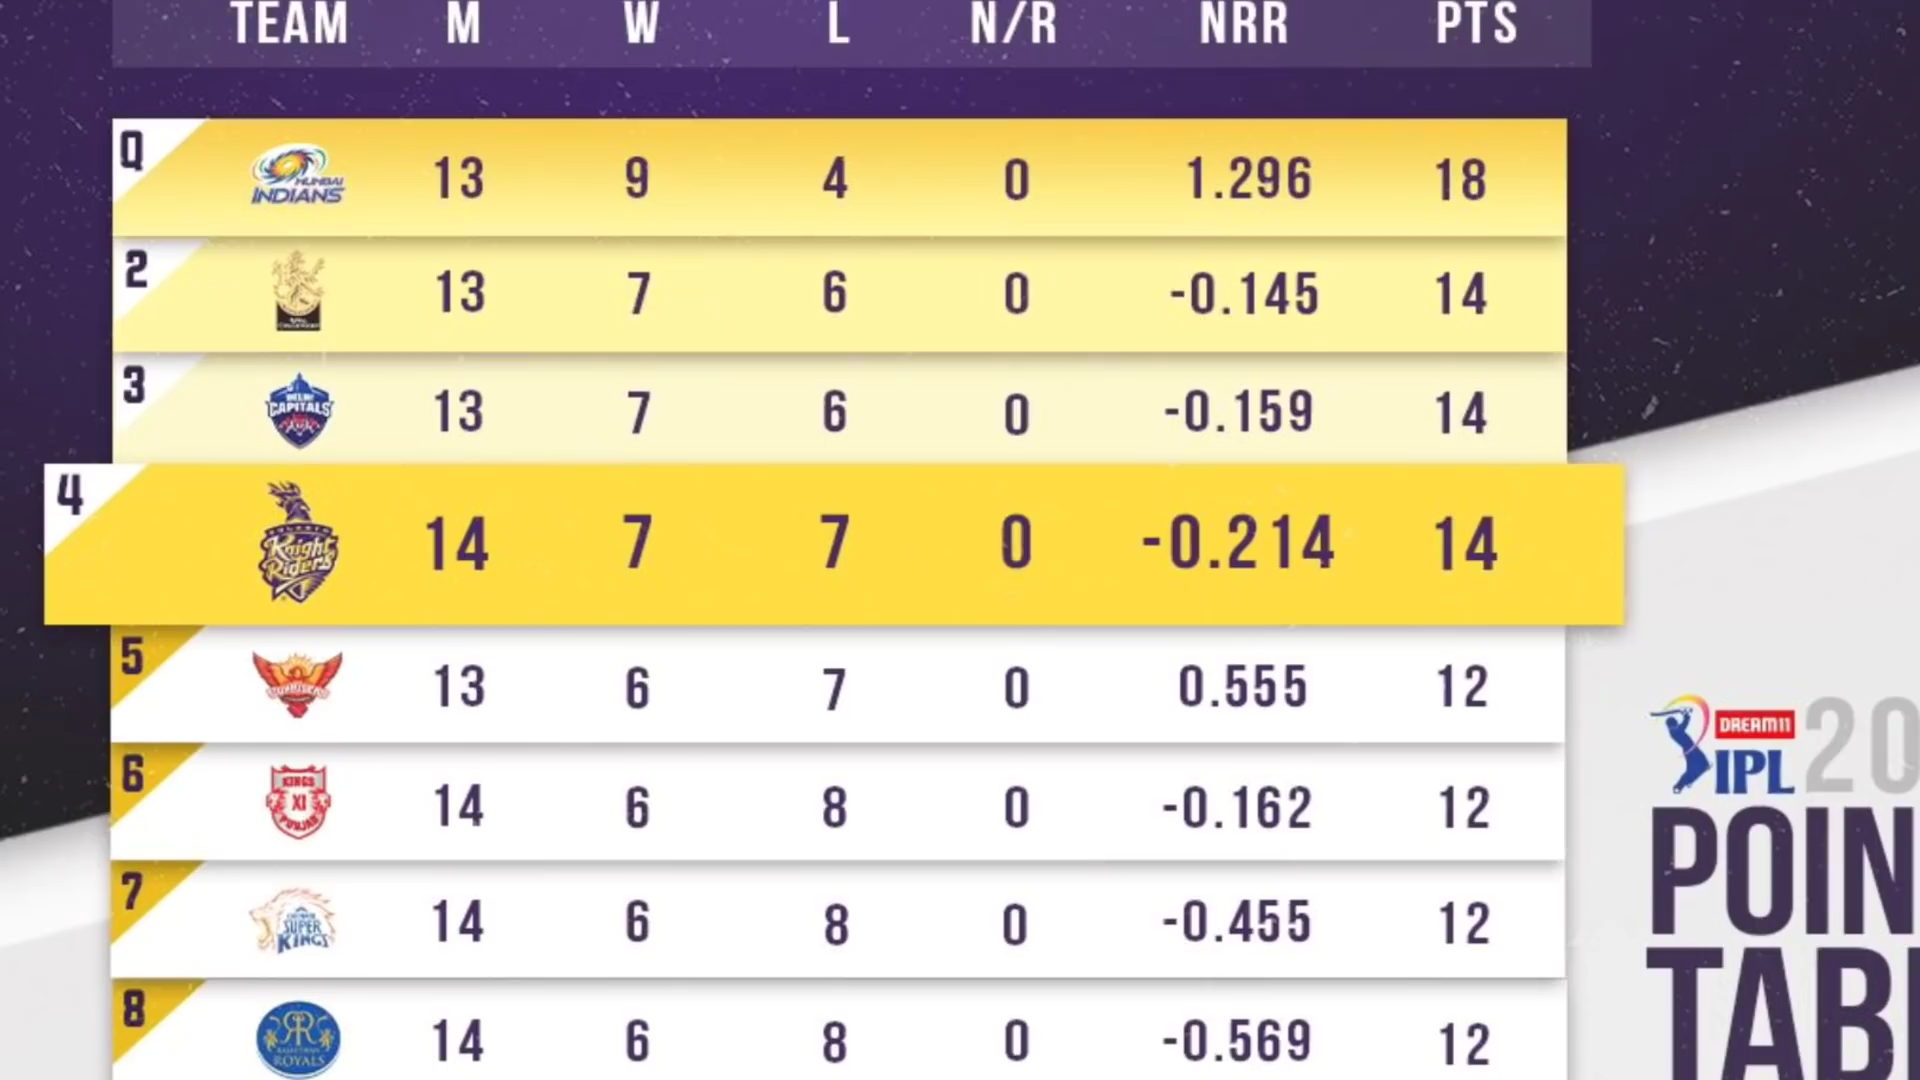 TEAM M W L N/R NRR PTS
Q MUMBAI INDIANS 13 9 4 0 1.296 18
2 13 7 6 0 -0.145 14
3 DELHI CAPITALS 13 7 6 0 -0.159 14
4 KOLKATA Knight Riders 14 7 7 0 -0.214 14
5 13 6 7 0 0.555 12
6 KINGS XI PUNJAB 14 6 8 0 -0.162 12
7 CHENNAI SUPER KINGS 14 6 8 0 -0.455 12
8 RAJASTHAN ROYALS 14 6 8 0 -0.569 12
DREAM11
IPL 20
POIN
TABL